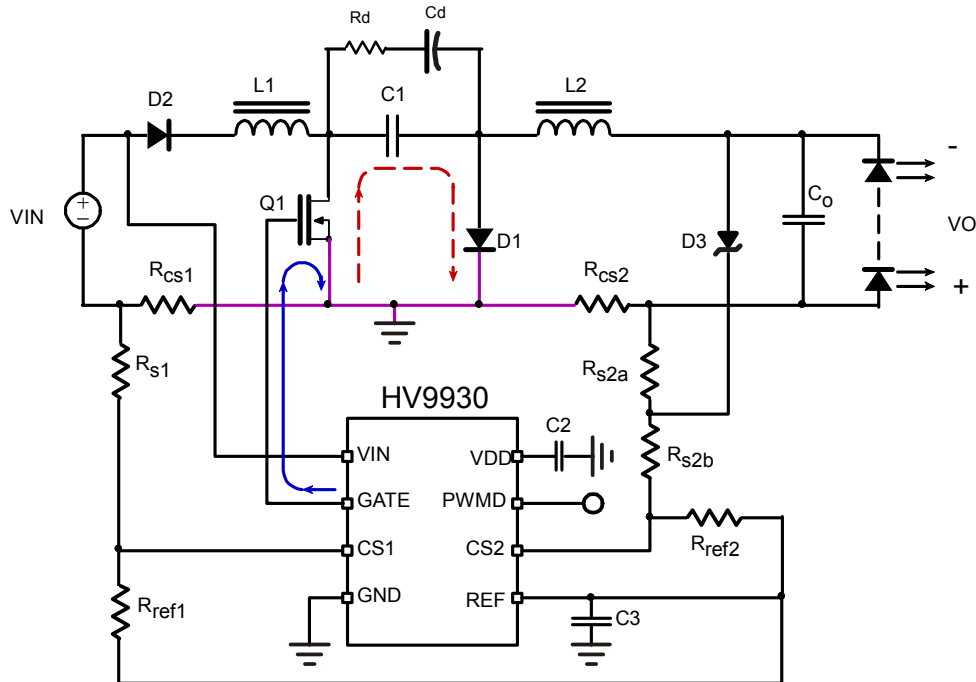 Rd
Cd
D2
L1
C1
L2
VIN
+
−
Q1
D1
D3
Co
-
VO
+
Rcs1
Rcs2
Rs1
Rs2a
HV9930
C2
Rs2b
VIN
VDD
GATE
PWMD
CS1
CS2
Rref2
GND
REF
Rref1
C3